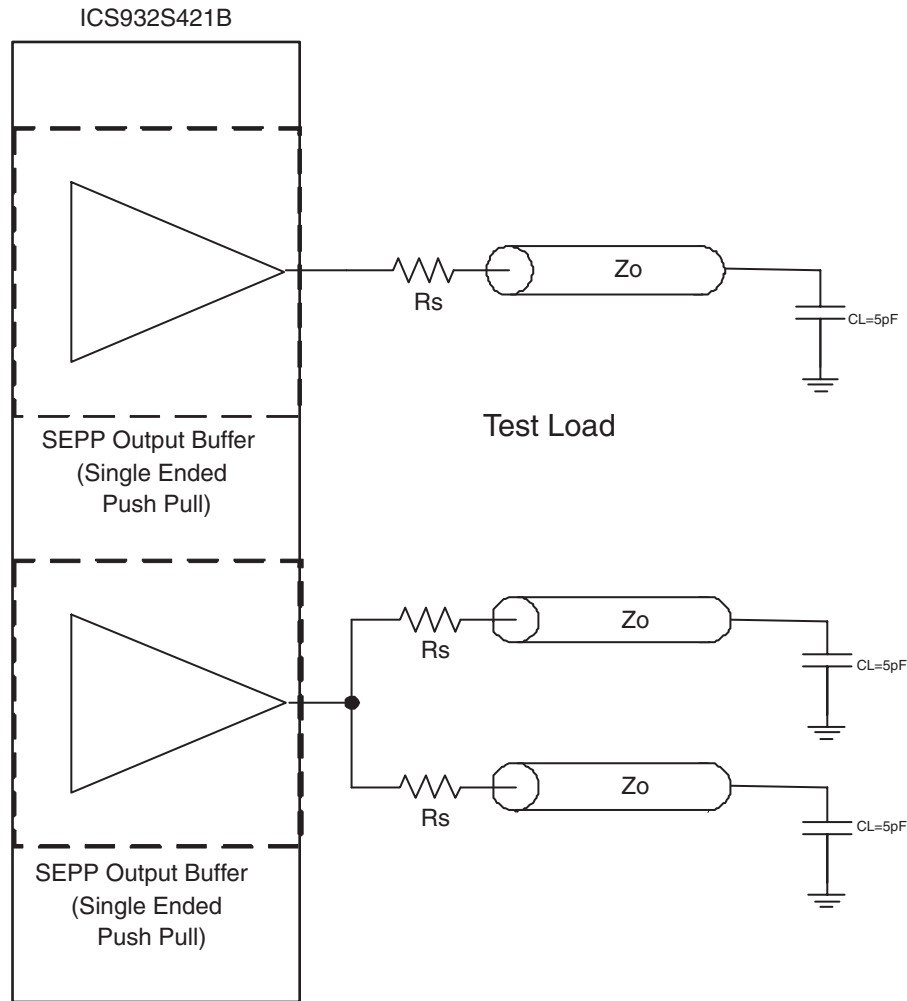 ICS932S421B
Zo
Rs
CL=5pF
Test Load
SEPP Output Buffer
(Single Ended
Push Pull)
Zo
Rs
CL=5pF
Zo
Rs
CL=5pF
SEPP Output Buffer
(Single Ended
Push Pull)